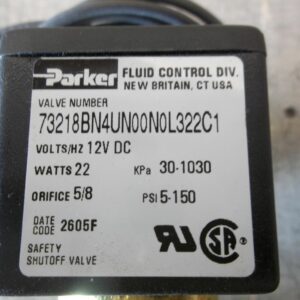 Parker FLUID CONTROL DIV.
NEW BRITAIN, CT USA
VALVE NUMBER
73218BN4UN00N0L322C1
VOLTS/HZ 12V DC
WATTS 22 KPa 30-1030
ORIFICE 5/8 PSI 5-150
DATE
CODE 2605F
SAFETY
SHUTOFF VALVE